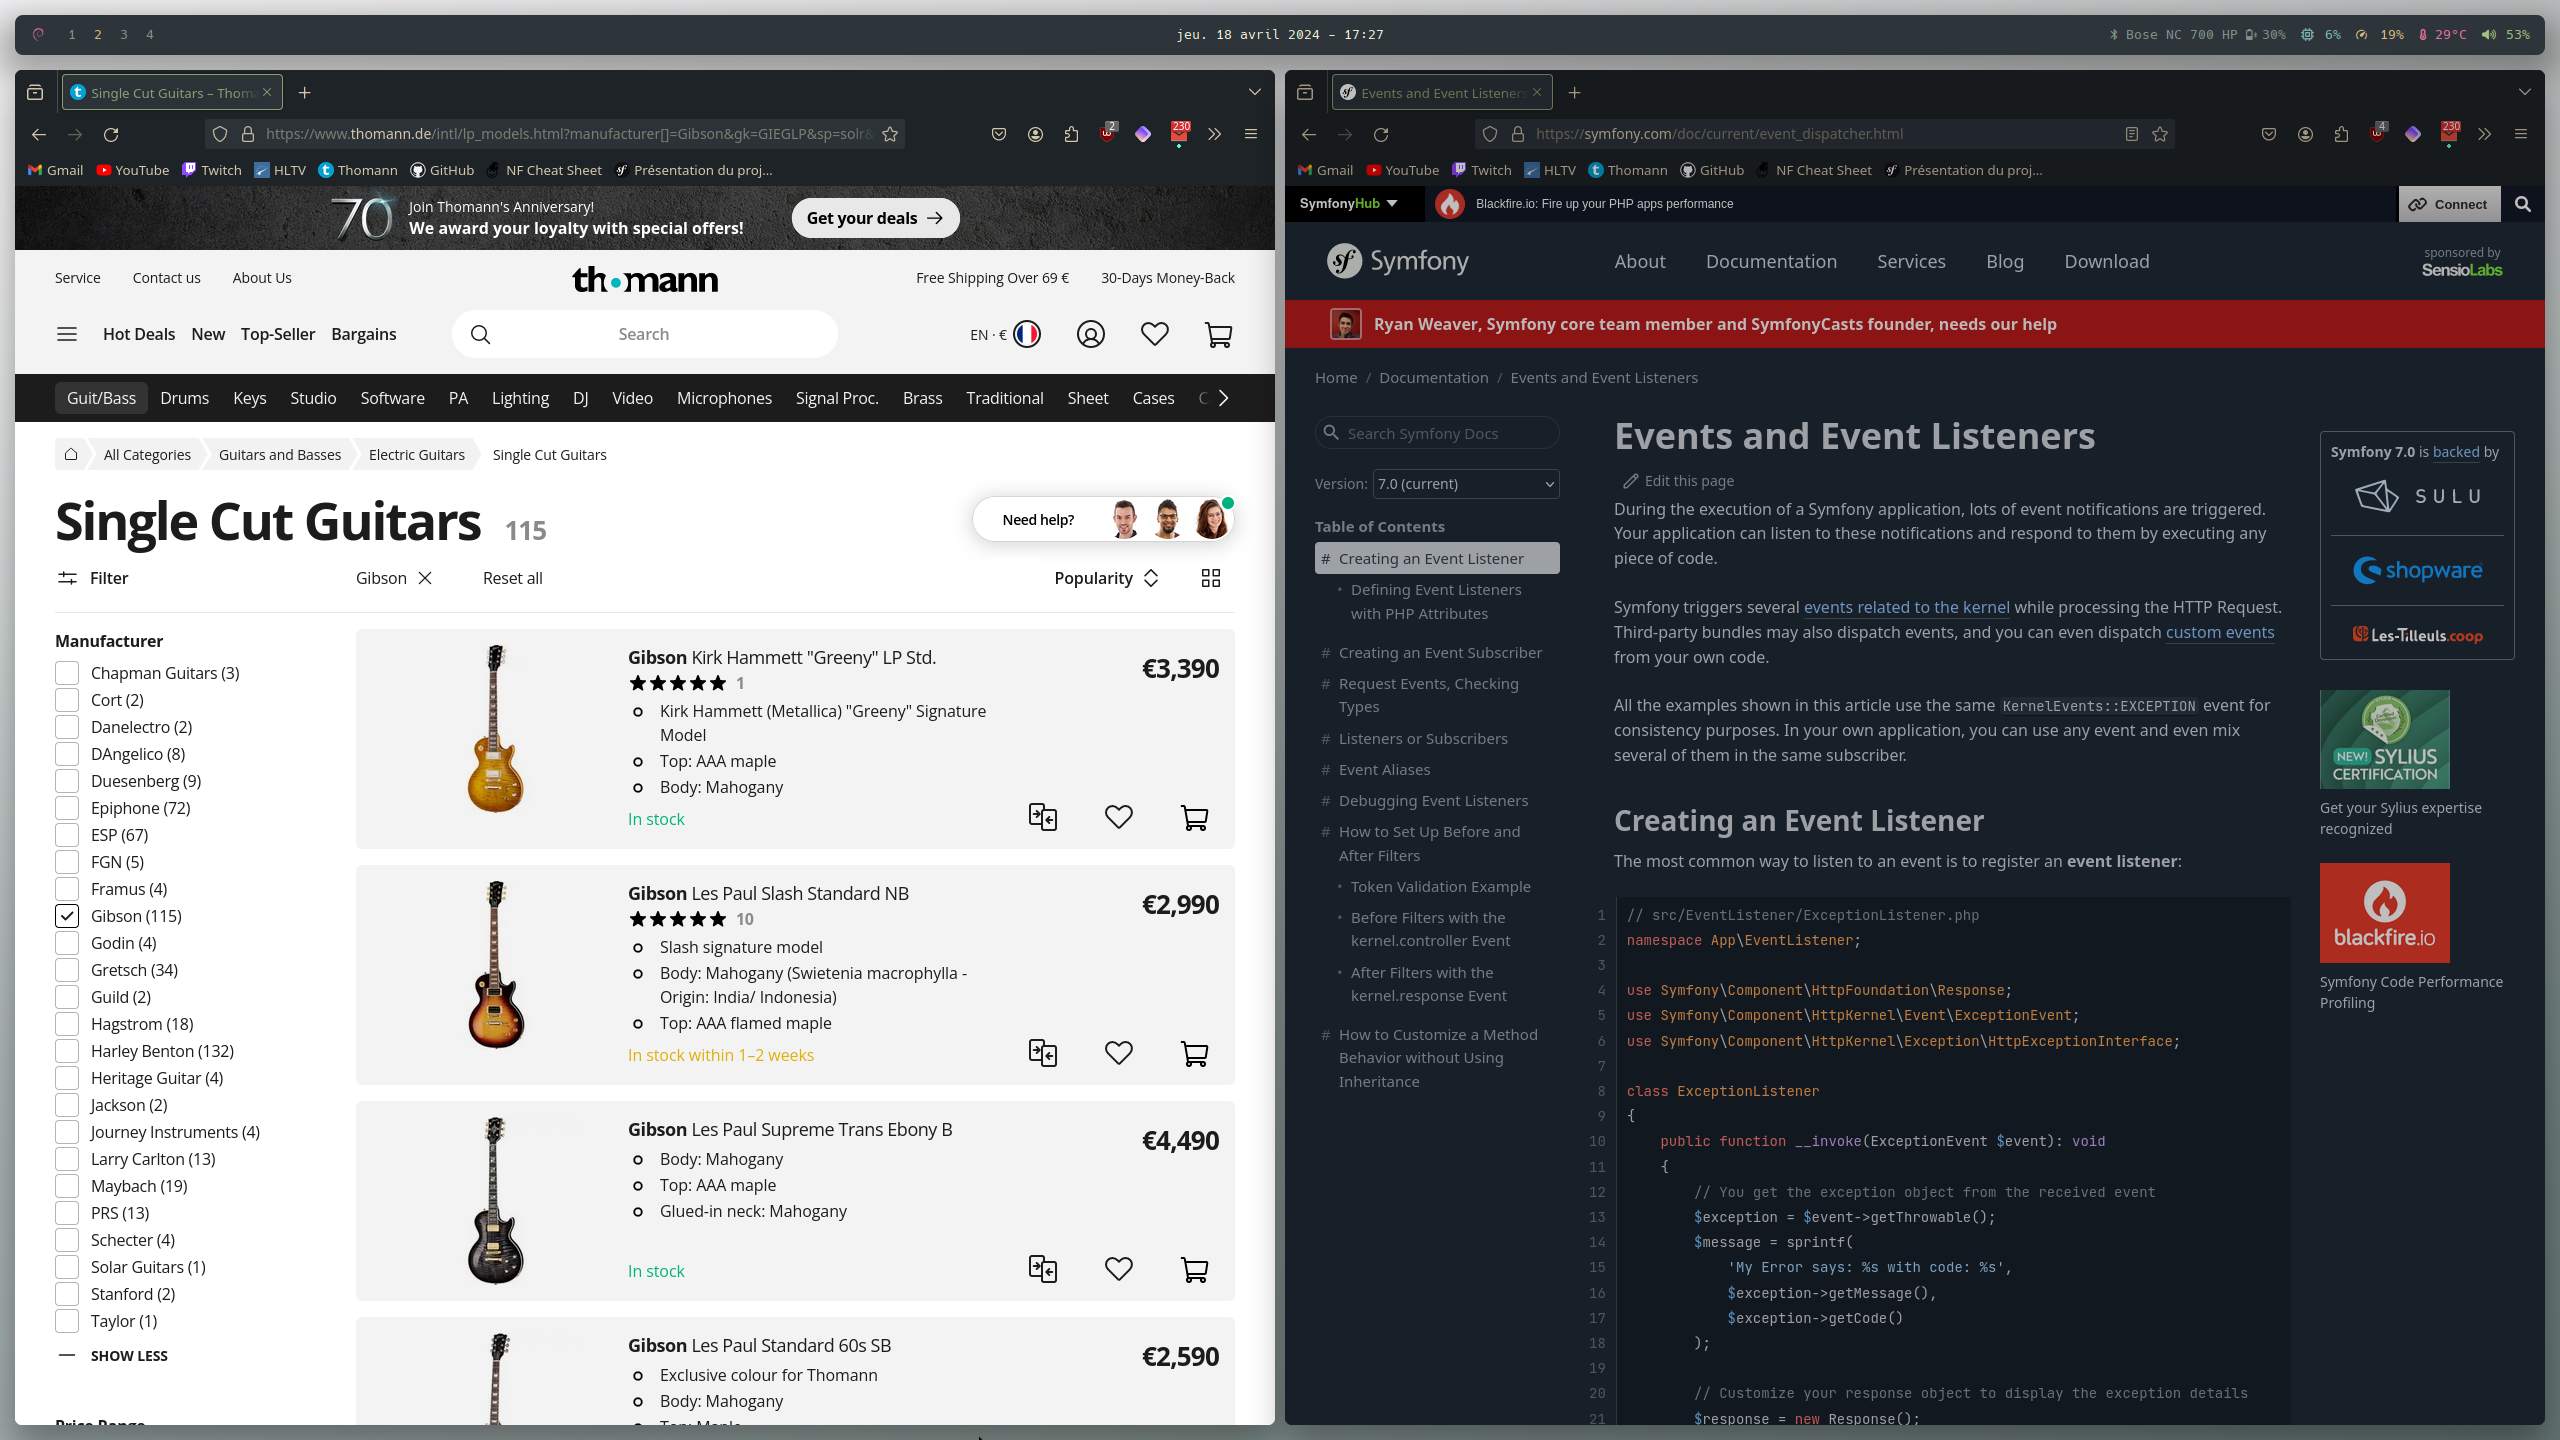 1 2 3 4
jeu. 18 avril 2024 - 17:27
Bose NC 700 HP 30% 6% 19% 29°C 53%
Single Cut Guitars – Thom
https://www.thomann.de/intl/lp_models.html?manufacturer[]=Gibson&gk=GIEGLP&sp=solr&
2
230
Gmail YouTube Twitch HLTV Thomann GitHub NF Cheat Sheet Présentation du proj…
70
Join Thomann's Anniversary!
We award your loyalty with special offers!
Get your deals
Service Contact us About Us
thomann
Free Shipping Over 69 € 30-Days Money-Back
Hot Deals New Top-Seller Bargains
Search
EN · €
Guit/Bass Drums Keys Studio Software PA Lighting DJ Video Microphones Signal Proc. Brass Traditional Sheet Cases
All Categories Guitars and Basses Electric Guitars Single Cut Guitars
Single Cut Guitars 115
Need help?
Filter
Gibson
Reset all
Popularity
Manufacturer
Chapman Guitars (3)
Cort (2)
Danelectro (2)
DAngelico (8)
Duesenberg (9)
Epiphone (72)
ESP (67)
FGN (5)
Framus (4)
Gibson (115)
Godin (4)
Gretsch (34)
Guild (2)
Hagstrom (18)
Harley Benton (132)
Heritage Guitar (4)
Jackson (2)
Journey Instruments (4)
Larry Carlton (13)
Maybach (19)
PRS (13)
Schecter (4)
Solar Guitars (1)
Stanford (2)
Taylor (1)
SHOW LESS
Price Range
Gibson Kirk Hammett "Greeny" LP Std.
€3,390
1
Kirk Hammett (Metallica) "Greeny" Signature
Model
Top: AAA maple
Body: Mahogany
In stock
Gibson Les Paul Slash Standard NB
€2,990
10
Slash signature model
Body: Mahogany (Swietenia macrophylla -
Origin: India/ Indonesia)
Top: AAA flamed maple
In stock within 1–2 weeks
Gibson Les Paul Supreme Trans Ebony B
€4,490
Body: Mahogany
Top: AAA maple
Glued-in neck: Mahogany
In stock
Gibson Les Paul Standard 60s SB
€2,590
Exclusive colour for Thomann
Body: Mahogany
Top: Maple
Events and Event Listeners
https://symfony.com/doc/current/event_dispatcher.html
4
230
Gmail YouTube Twitch HLTV Thomann GitHub NF Cheat Sheet Présentation du proj…
SymfonyHub
Blackfire.io: Fire up your PHP apps performance
Connect
Symfony
About Documentation Services Blog Download
sponsored by
SensioLabs
Ryan Weaver, Symfony core team member and SymfonyCasts founder, needs our help
Home / Documentation / Events and Event Listeners
Search Symfony Docs
Version: 7.0 (current)
Table of Contents
# Creating an Event Listener
Defining Event Listeners
with PHP Attributes
# Creating an Event Subscriber
# Request Events, Checking
Types
# Listeners or Subscribers
# Event Aliases
# Debugging Event Listeners
# How to Set Up Before and
After Filters
Token Validation Example
Before Filters with the
kernel.controller Event
After Filters with the
kernel.response Event
# How to Customize a Method
Behavior without Using
Inheritance
Events and Event Listeners
Edit this page
During the execution of a Symfony application, lots of event notifications are triggered.
Your application can listen to these notifications and respond to them by executing any
piece of code.
Symfony triggers several events related to the kernel while processing the HTTP Request.
Third-party bundles may also dispatch events, and you can even dispatch custom events
from your own code.
All the examples shown in this article use the same KernelEvents::EXCEPTION event for
consistency purposes. In your own application, you can use any event and even mix
several of them in the same subscriber.
Creating an Event Listener
The most common way to listen to an event is to register an event listener:
1 // src/EventListener/ExceptionListener.php
2 namespace App\EventListener;
3
4 use Symfony\Component\HttpFoundation\Response;
5 use Symfony\Component\HttpKernel\Event\ExceptionEvent;
6 use Symfony\Component\HttpKernel\Exception\HttpExceptionInterface;
7
8 class ExceptionListener
9 {
10 public function __invoke(ExceptionEvent $event): void
11 {
12 // You get the exception object from the received event
13 $exception = $event->getThrowable();
14 $message = sprintf(
15 'My Error says: %s with code: %s',
16 $exception->getMessage(),
17 $exception->getCode()
18 );
19
20 // Customize your response object to display the exception details
21 $response = new Response();
Symfony 7.0 is backed by
SULU
shopware
Les-Tilleuls.coop
NEW! SYLIUS
CERTIFICATION
Get your Sylius expertise
recognized
blackfire.io
Symfony Code Performance
Profiling